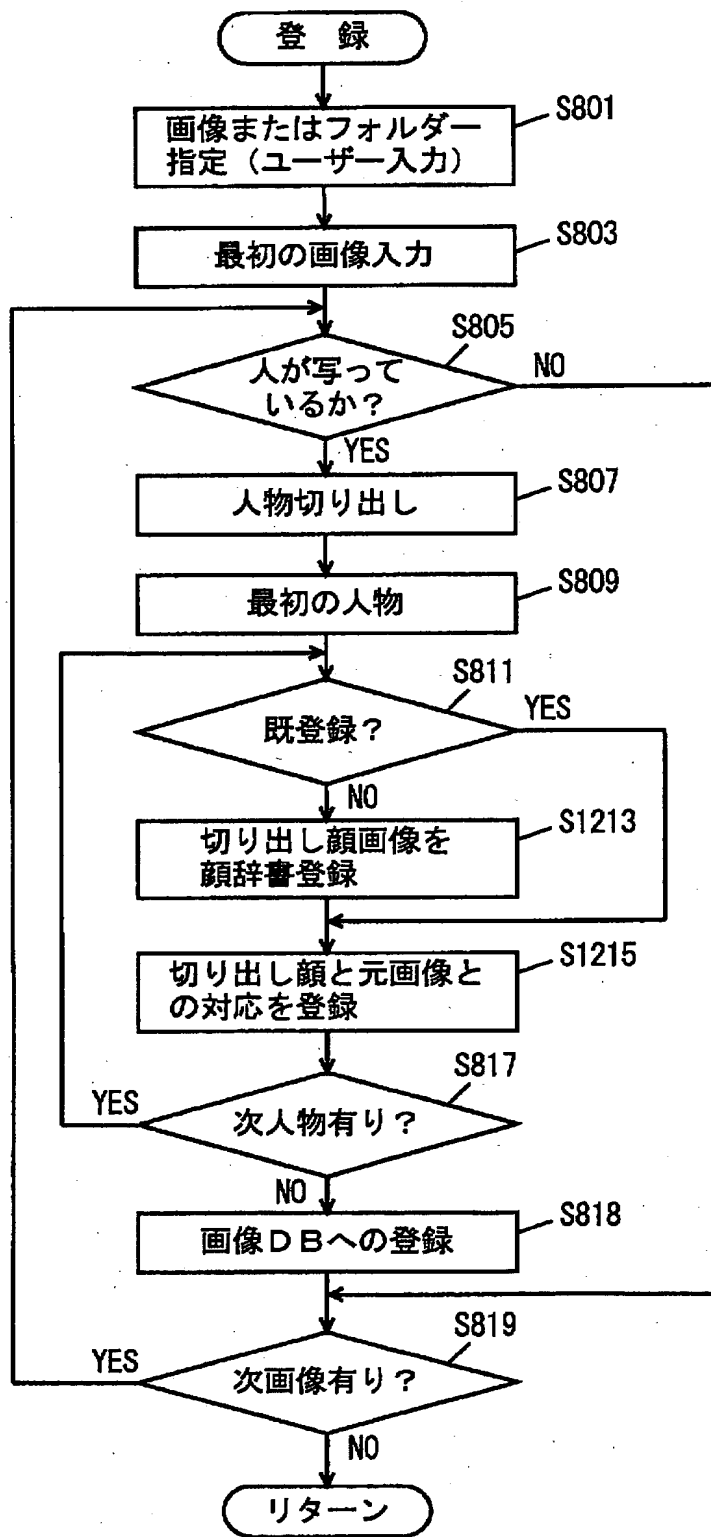 登 録
S801
画像またはフォルダー
指定（ユーザー入力）
S803
最初の画像入力
S805
人が写って
いるか？
NO
YES
S807
人物切り出し
S809
最初の人物
S811
既登録？
YES
NO
S1213
切り出し顔画像を
顔辞書登録
S1215
切り出し顔と元画像と
の対応を登録
S817
YES
次人物有り？
NO
S818
画像ＤＢへの登録
S819
YES
次画像有り？
NO
リターン